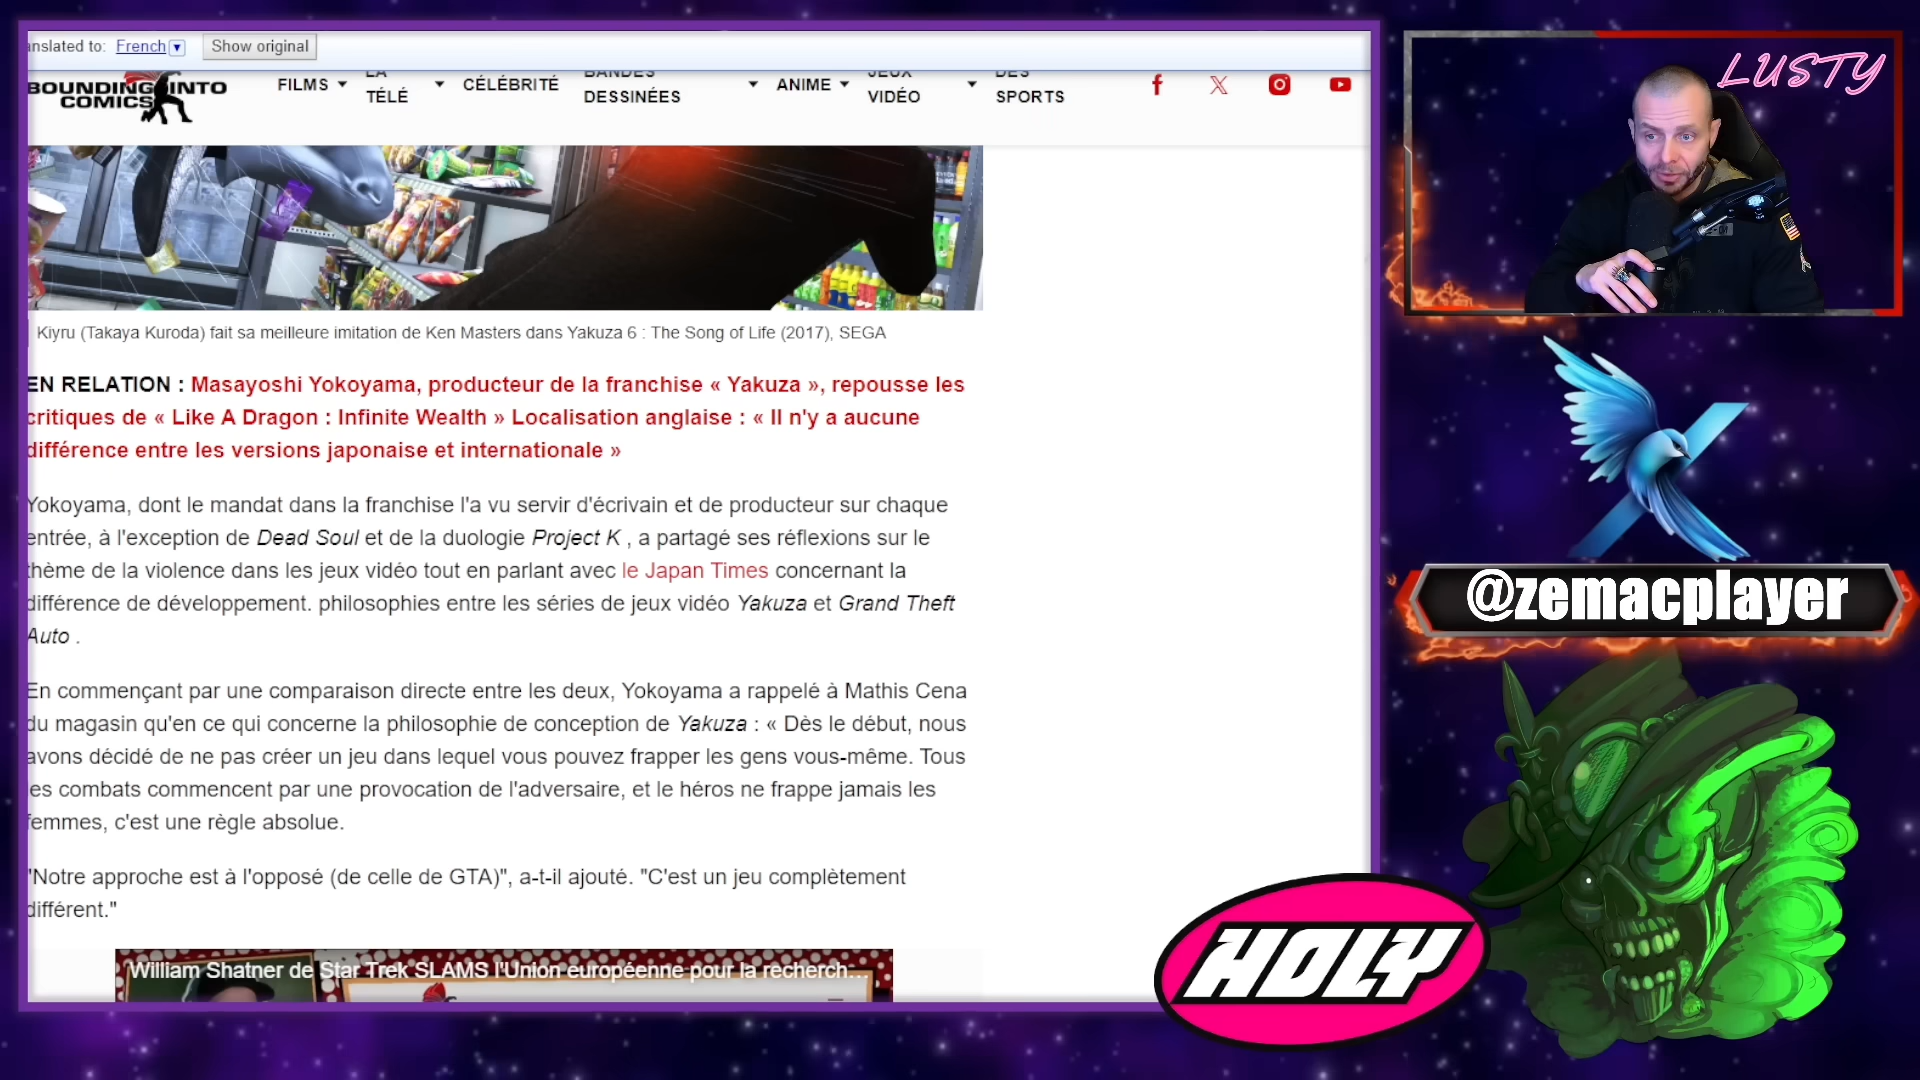 anslated to: French Show original
BOUNDING INTO
COMICS
FILMS
LA
TÉLÉ
CÉLÉBRITÉ
BANDES
DESSINÉES
ANIME
JEUX
VIDÉO
DES
SPORTS
LUSTY
Kiyru (Takaya Kuroda) fait sa meilleure imitation de Ken Masters dans Yakuza 6 : The Song of Life (2017), SEGA
EN RELATION : Masayoshi Yokoyama, producteur de la franchise « Yakuza », repousse les
critiques de « Like A Dragon : Infinite Wealth » Localisation anglaise : « Il n'y a aucune
différence entre les versions japonaise et internationale »
Yokoyama, dont le mandat dans la franchise l'a vu servir d'écrivain et de producteur sur chaque
entrée, à l'exception de Dead Soul et de la duologie Project K , a partagé ses réflexions sur le
thème de la violence dans les jeux vidéo tout en parlant avec le Japan Times concernant la
différence de développement. philosophies entre les séries de jeux vidéo Yakuza et Grand Theft
Auto .
En commençant par une comparaison directe entre les deux, Yokoyama a rappelé à Mathis Cena
du magasin qu'en ce qui concerne la philosophie de conception de Yakuza : « Dès le début, nous
avons décidé de ne pas créer un jeu dans lequel vous pouvez frapper les gens vous-même. Tous
les combats commencent par une provocation de l'adversaire, et le héros ne frappe jamais les
femmes, c'est une règle absolue.
"Notre approche est à l'opposé (de celle de GTA)", a-t-il ajouté. "C'est un jeu complètement
différent."
William Shatner de Star Trek SLAMS l'Union européenne pour la recherch...
@zemacplayer
HOLY